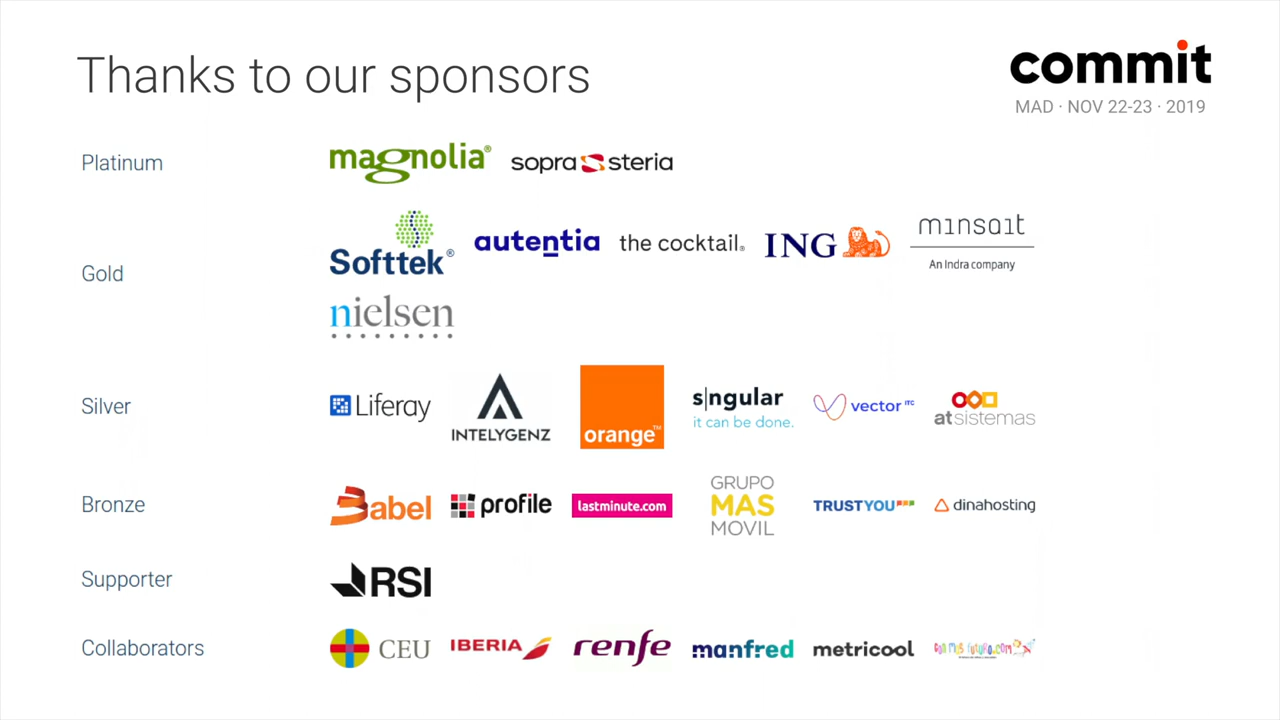 Thanks to our sponsors
commit
MAD · NOV 22-23 · 2019
Platinum
magnolia®
sopra steria
Gold
Softtek®
autentia
the cocktail®
ING
minsait
An Indra company
nielsen
Silver
Liferay
INTELYGENZ
orange™
s|ngular
it can be done.
vector ITC
atsistemas
Bronze
Babel
profile
lastminute.com
GRUPO
MAS
MOVIL
TRUSTYOU
dinahosting
Supporter
RSI
Collaborators
CEU
IBERIA
renfe
manfred
metricool